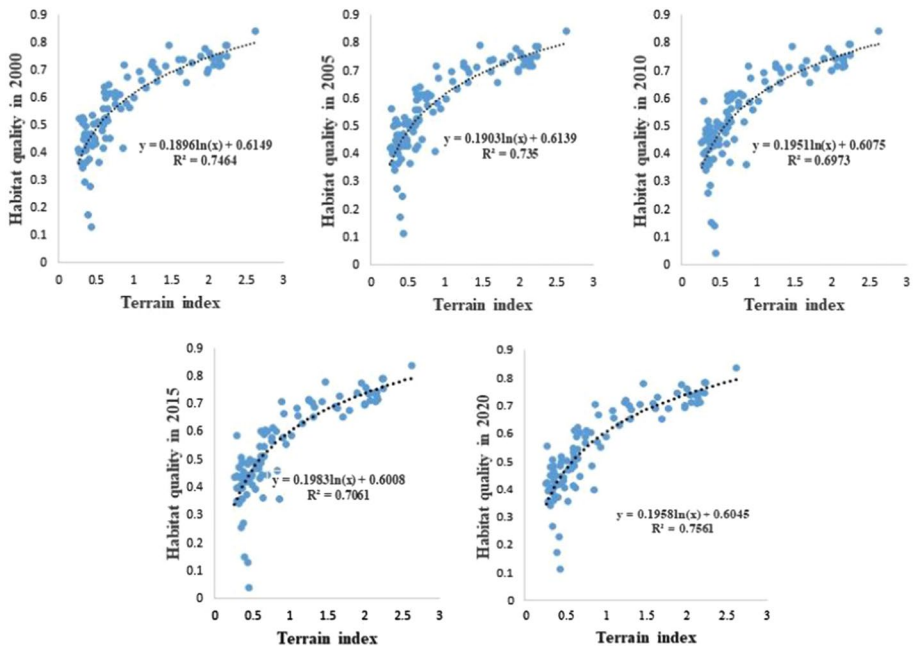 Habitat quality in 2000
0.9
0.8
0.7
0.6
0.5
0.4
0.3
0.2
0.1
0
y = 0.1896ln(x) + 0.6149
R² = 0.7464
0 0.5 1 1.5 2 2.5 3
Terrain index
Habitat quality in 2005
0.9
0.8
0.7
0.6
0.5
0.4
0.3
0.2
0.1
0
y = 0.1903ln(x) + 0.6139
R² = 0.735
0 0.5 1 1.5 2 2.5 3
Terrain index
Habitat quality in 2010
0.9
0.8
0.7
0.6
0.5
0.4
0.3
0.2
0.1
0
y = 0.1951ln(x) + 0.6075
R² = 0.6973
0 0.5 1 1.5 2 2.5 3
Terrain index
Habitat quality in 2015
0.9
0.8
0.7
0.6
0.5
0.4
0.3
0.2
0.1
0
y = 0.1983ln(x) + 0.6008
R² = 0.7061
0 0.5 1 1.5 2 2.5 3
Terrain index
Habitat quality in 2020
0.9
0.8
0.7
0.6
0.5
0.4
0.3
0.2
0.1
0
y = 0.1958ln(x) + 0.6045
R² = 0.7561
0 0.5 1 1.5 2 2.5 3
Terrain index